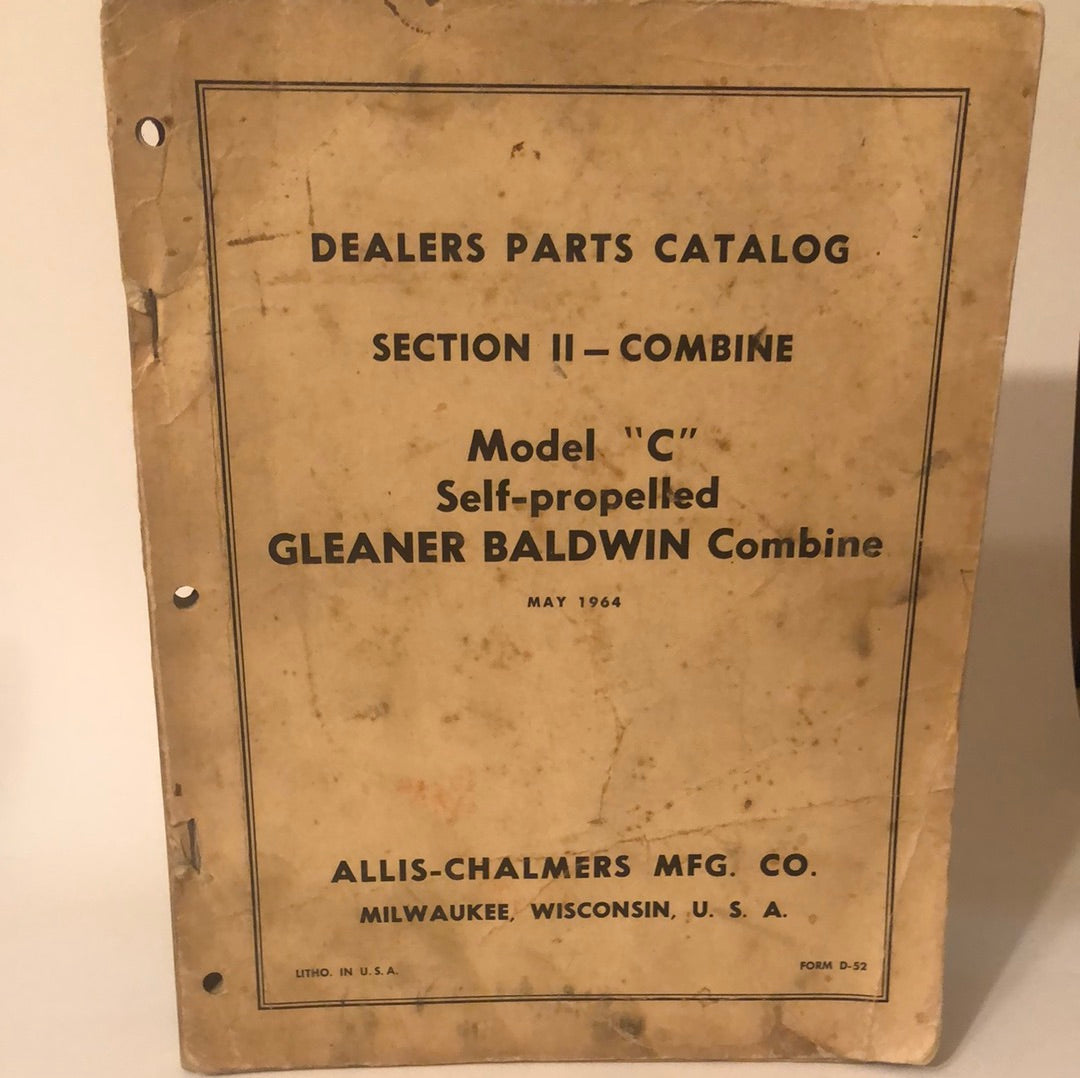 DEALERS PARTS CATALOG
SECTION II — COMBINE
Model "C"
Self-propelled
GLEANER BALDWIN Combine
MAY 1964
ALLIS-CHALMERS MFG. CO.
MILWAUKEE, WISCONSIN, U. S. A.
LITHO. IN U.S.A.
FORM D-52